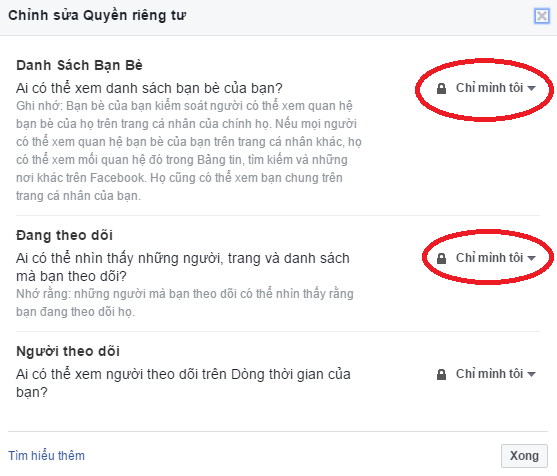 Chỉnh sửa Quyền riêng tư
Danh Sách Bạn Bè
Ai có thể xem danh sách bạn bè của bạn?
Chỉ mình tôi
Ghi nhớ: Bạn bè của bạn kiểm soát người có thể xem quan hệ
bạn bè của họ trên trang cá nhân của chính họ. Nếu mọi người
có thể xem quan hệ bạn bè của bạn trên trang cá nhân khác, họ
có thể xem mối quan hệ đó trong Bảng tin, tìm kiếm và những
nơi khác trên Facebook. Họ cũng có thể xem bạn chung trên
trang cá nhân của bạn.
Đang theo dõi
Ai có thể nhìn thấy những người, trang và danh sách
mà bạn theo dõi?
Chỉ mình tôi
Nhớ rằng: những người mà bạn theo dõi có thể nhìn thấy rằng
bạn đang theo dõi họ.
Người theo dõi
Ai có thể xem người theo dõi trên Dòng thời gian của
bạn?
Chỉ mình tôi
Tìm hiểu thêm
Xong